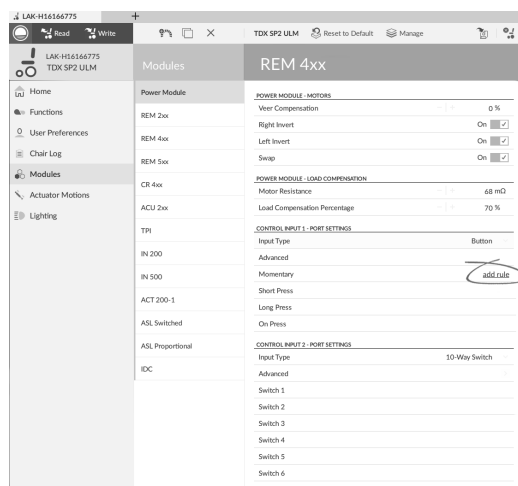 LAK-H16166775 +
Read Write TDX SP2 ULM Reset to Default Manage
LAK-H16166775
TDX SP2 ULM
Home
Functions
User Preferences
Chair Log
Modules
Actuator Motions
Lighting
Modules
Power Module
REM 2xx
REM 4xx
REM 5xx
CR 4xx
ACU 2xx
TPI
IN 200
IN 500
ACT 200-1
ASL Switched
ASL Proportional
IDC
REM 4xx
POWER MODULE - MOTORS
Veer Compensation - + 0 %
Right Invert On
Left Invert On
Swap On
POWER MODULE - LOAD COMPENSATION
Motor Resistance - + 68 mΩ
Load Compensation Percentage - + 70 %
CONTROL INPUT 1 - PORT SETTINGS
Input Type Button
Advanced
Momentary add rule
Short Press
Long Press
On Press
CONTROL INPUT 2 - PORT SETTINGS
Input Type 10-Way Switch
Advanced
Switch 1
Switch 2
Switch 3
Switch 4
Switch 5
Switch 6